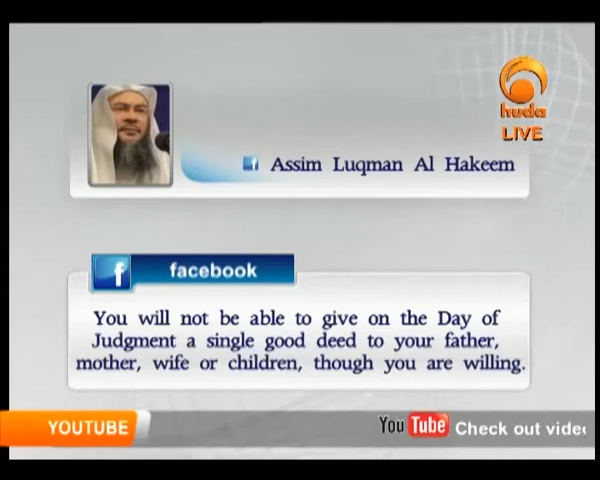 huda
LIVE
f Assim Luqman Al Hakeem
f facebook
You will not be able to give on the Day of
Judgment a single good deed to your father,
mother, wife or children, though you are willing.
YOUTUBE
YouTube Check out vide